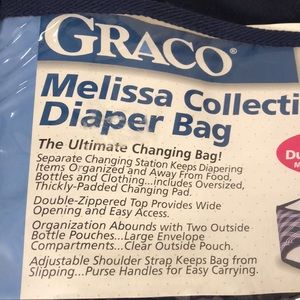 GRACO®
Melissa Collecti
Diaper Bag
The Ultimate Changing Bag!
Separate Changing Station Keeps Diapering
Items Organized and Away From Food,
Bottles and Clothing...includes Oversized,
Thickly-Padded Changing Pad.
Double-Zippered Top Provides Wide
Opening and Easy Access.
Organization Abounds with Two Outside
Bottle Pouches...Large Envelope
Compartments...Clear Outside Pouch.
Adjustable Shoulder Strap Keeps Bag from
Slipping...Purse Handles for Easy Carrying.
Du